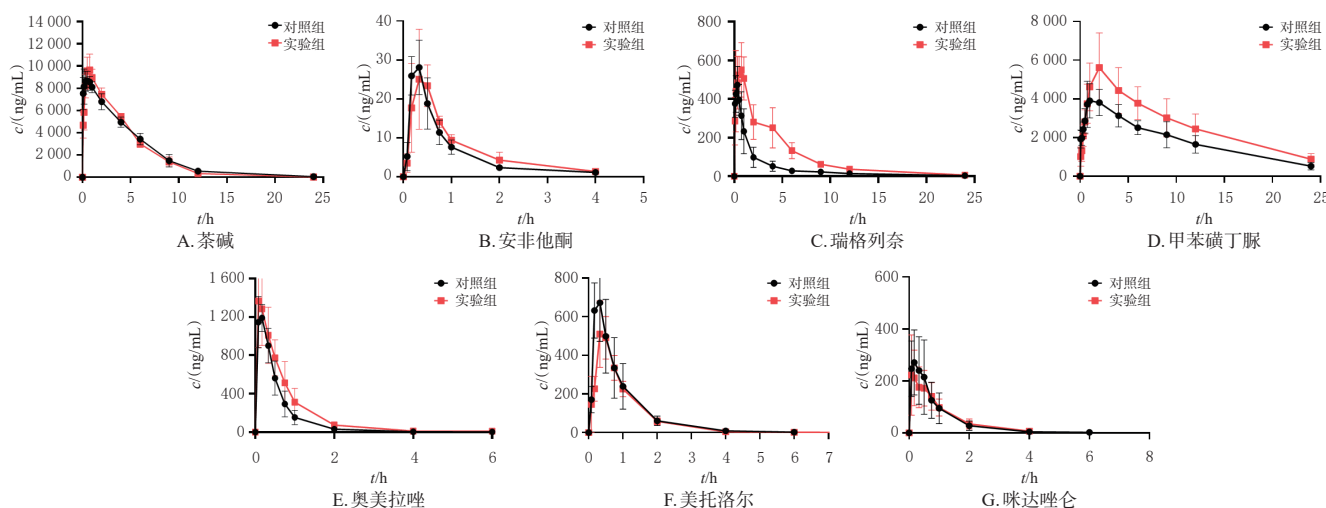 14 000
12 000
10 000
8 000
6 000
4 000
2 000
0
c/(ng/mL)
0 5 10 15 20 25
t/h
对照组
实验组
A.茶碱
40
30
20
10
0
c/(ng/mL)
0 1 2 3 4 5
t/h
对照组
实验组
B.安非他酮
800
600
400
200
0
c/(ng/mL)
0 5 10 15 20 25
t/h
对照组
实验组
C.瑞格列奈
8 000
6 000
4 000
2 000
0
c/(ng/mL)
0 5 10 15 20 25
t/h
对照组
实验组
D.甲苯磺丁脲
1 600
1 200
800
400
0
c/(ng/mL)
0 2 4 6
t/h
对照组
实验组
E.奥美拉唑
800
600
400
200
0
c/(ng/mL)
0 1 2 3 4 5 6 7
t/h
对照组
实验组
F.美托洛尔
600
400
200
0
c/(ng/mL)
0 2 4 6 8
t/h
对照组
实验组
G.咪达唑仑